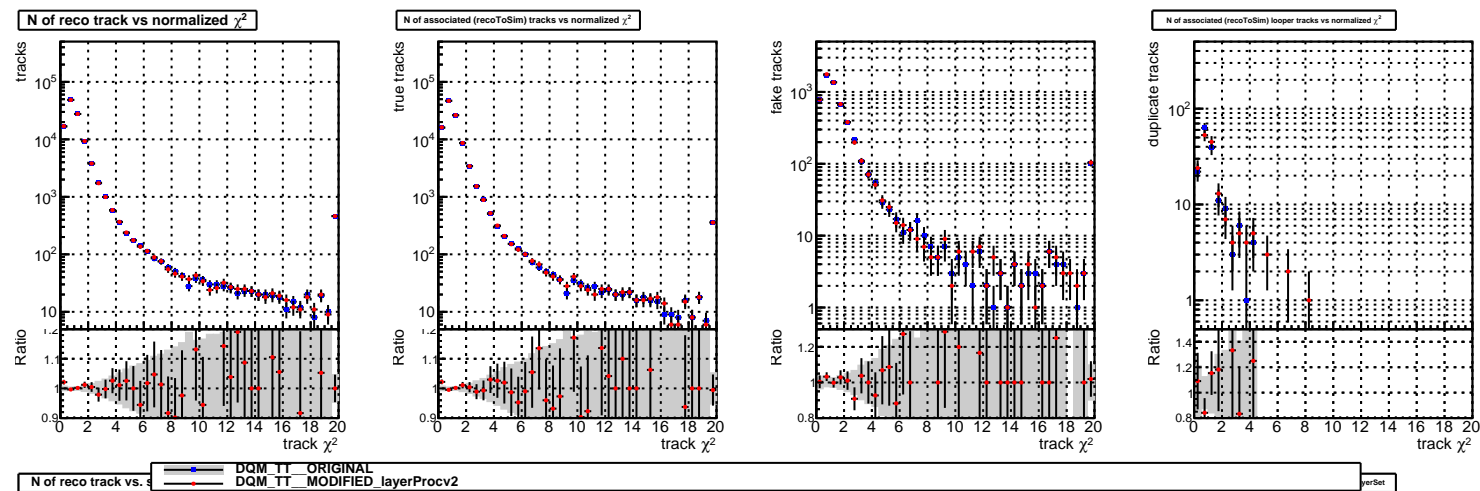 N of reco track vs normalized χ²
N of associated (recoToSim) tracks vs normalized χ²
N of associated (recoToSim) looper tracks vs normalized χ²
tracks
10⁵
10⁴
10³
10²
10
Ratio
1.2
1.1
1
0.9
0 2 4 6 8 10 12 14 16 18 20
track χ²
true tracks
10⁵
10⁴
10³
10²
10
Ratio
1.2
1.1
1
0.9
0 2 4 6 8 10 12 14 16 18 20
track χ²
fake tracks
10³
10²
10
1
Ratio
1.2
1
0.8
0 2 4 6 8 10 12 14 16 18 20
track χ²
duplicate tracks
10²
10
1
Ratio
1.4
1.2
1
0.8
0 2 4 6 8 10 12 14 16 18 20
track χ²
N of reco track vs. s
DQM_TT__ORIGINAL
DQM_TT__MODIFIED_layerProcv2
yerSet